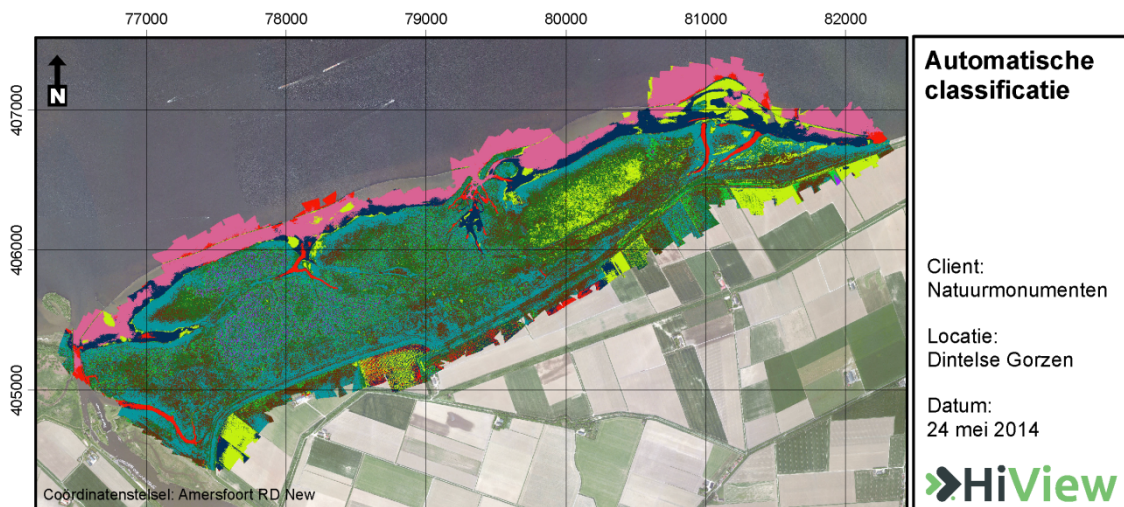 77000 78000 79000 80000 81000 82000
407000
406000
405000
N
Coördinatenstelsel: Amersfoort RD New
Automatische
classificatie
Client:
Natuurmonumenten
Locatie:
Dintelse Gorzen
Datum:
24 mei 2014
HiView